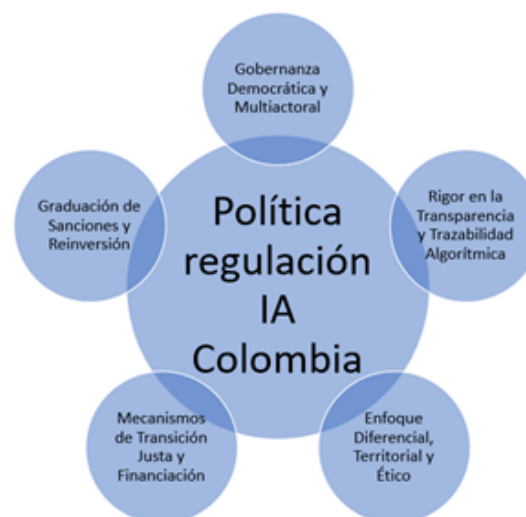 Gobernanza
Democrática y
Multiactoral
Graduación de
Sanciones y
Reinversión
Política
regulación
IA
Colombia
Rigor en la
Transparencia
y Trazabilidad
Algorítmica
Mecanismos
de Transición
Justa y
Financiación
Enfoque
Diferencial,
Territorial y
Ético